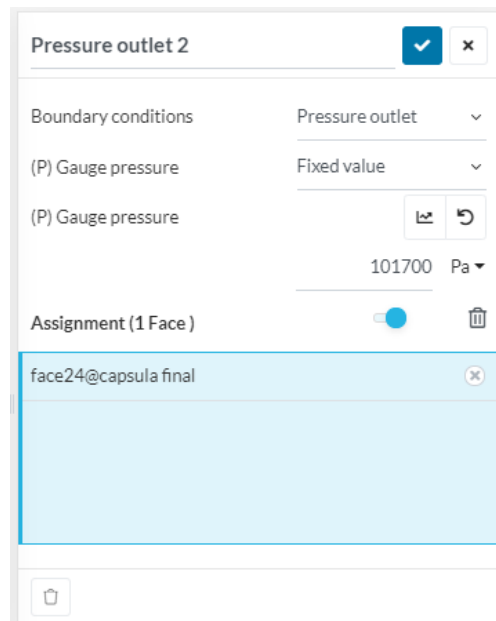 Pressure outlet 2
Boundary conditions Pressure outlet
(P) Gauge pressure Fixed value
(P) Gauge pressure
101700 Pa
Assignment (1 Face )
face24@capsula final